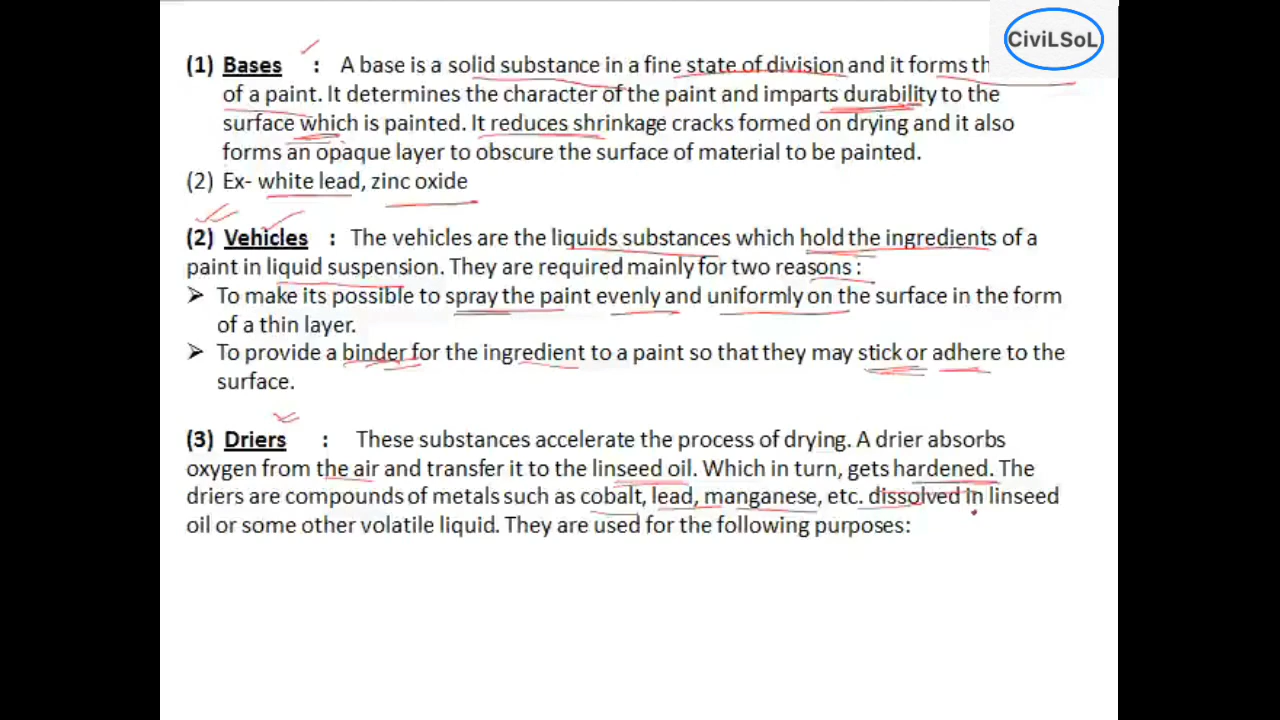 CiviLSoL
(1) Bases : A base is a solid substance in a fine state of division and it forms
of a paint. It determines the character of the paint and imparts durability to the
surface which is painted. It reduces shrinkage cracks formed on drying and it also
forms an opaque layer to obscure the surface of material to be painted.
(2) Ex- white lead, zinc oxide
(2) Vehicles : The vehicles are the liquids substances which hold the ingredients of a
paint in liquid suspension. They are required mainly for two reasons :
➢ To make its possible to spray the paint evenly and uniformly on the surface in the form
of a thin layer.
➢ To provide a binder for the ingredient to a paint so that they may stick or adhere to the
surface.
(3) Driers : These substances accelerate the process of drying. A drier absorbs
oxygen from the air and transfer it to the linseed oil. Which in turn, gets hardened. The
driers are compounds of metals such as cobalt, lead, manganese, etc. dissolved in linseed
oil or some other volatile liquid. They are used for the following purposes: